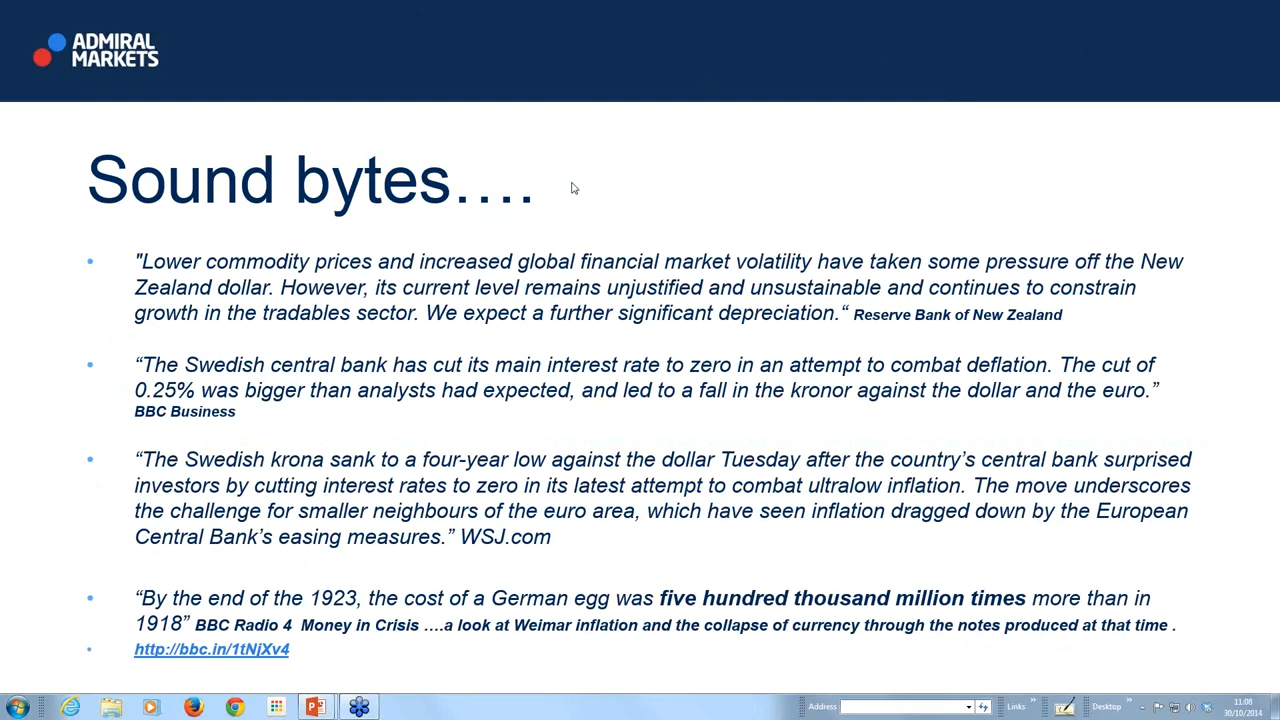 ADMIRAL
MARKETS
Sound bytes….
• "Lower commodity prices and increased global financial market volatility have taken some pressure off the New
Zealand dollar. However, its current level remains unjustified and unsustainable and continues to constrain
growth in the tradables sector. We expect a further significant depreciation.“ Reserve Bank of New Zealand
• “The Swedish central bank has cut its main interest rate to zero in an attempt to combat deflation. The cut of
0.25% was bigger than analysts had expected, and led to a fall in the kronor against the dollar and the euro.”
BBC Business
• “The Swedish krona sank to a four-year low against the dollar Tuesday after the country’s central bank surprised
investors by cutting interest rates to zero in its latest attempt to combat ultralow inflation. The move underscores
the challenge for smaller neighbours of the euro area, which have seen inflation dragged down by the European
Central Bank’s easing measures.” WSJ.com
• “By the end of the 1923, the cost of a German egg was five hundred thousand million times more than in
1918” BBC Radio 4 Money in Crisis ….a look at Weimar inflation and the collapse of currency through the notes produced at that time .
• http://bbc.in/1tNjXv4
Address Links » Desktop » 11:08
30/10/2014